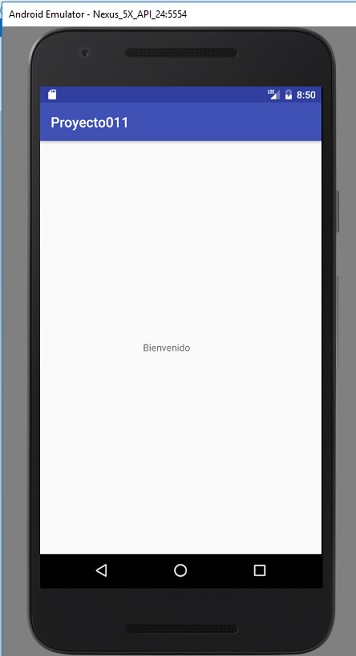 Android Emulator - Nexus_5X_API_24:5554
8:50
Proyecto011
Bienvenido